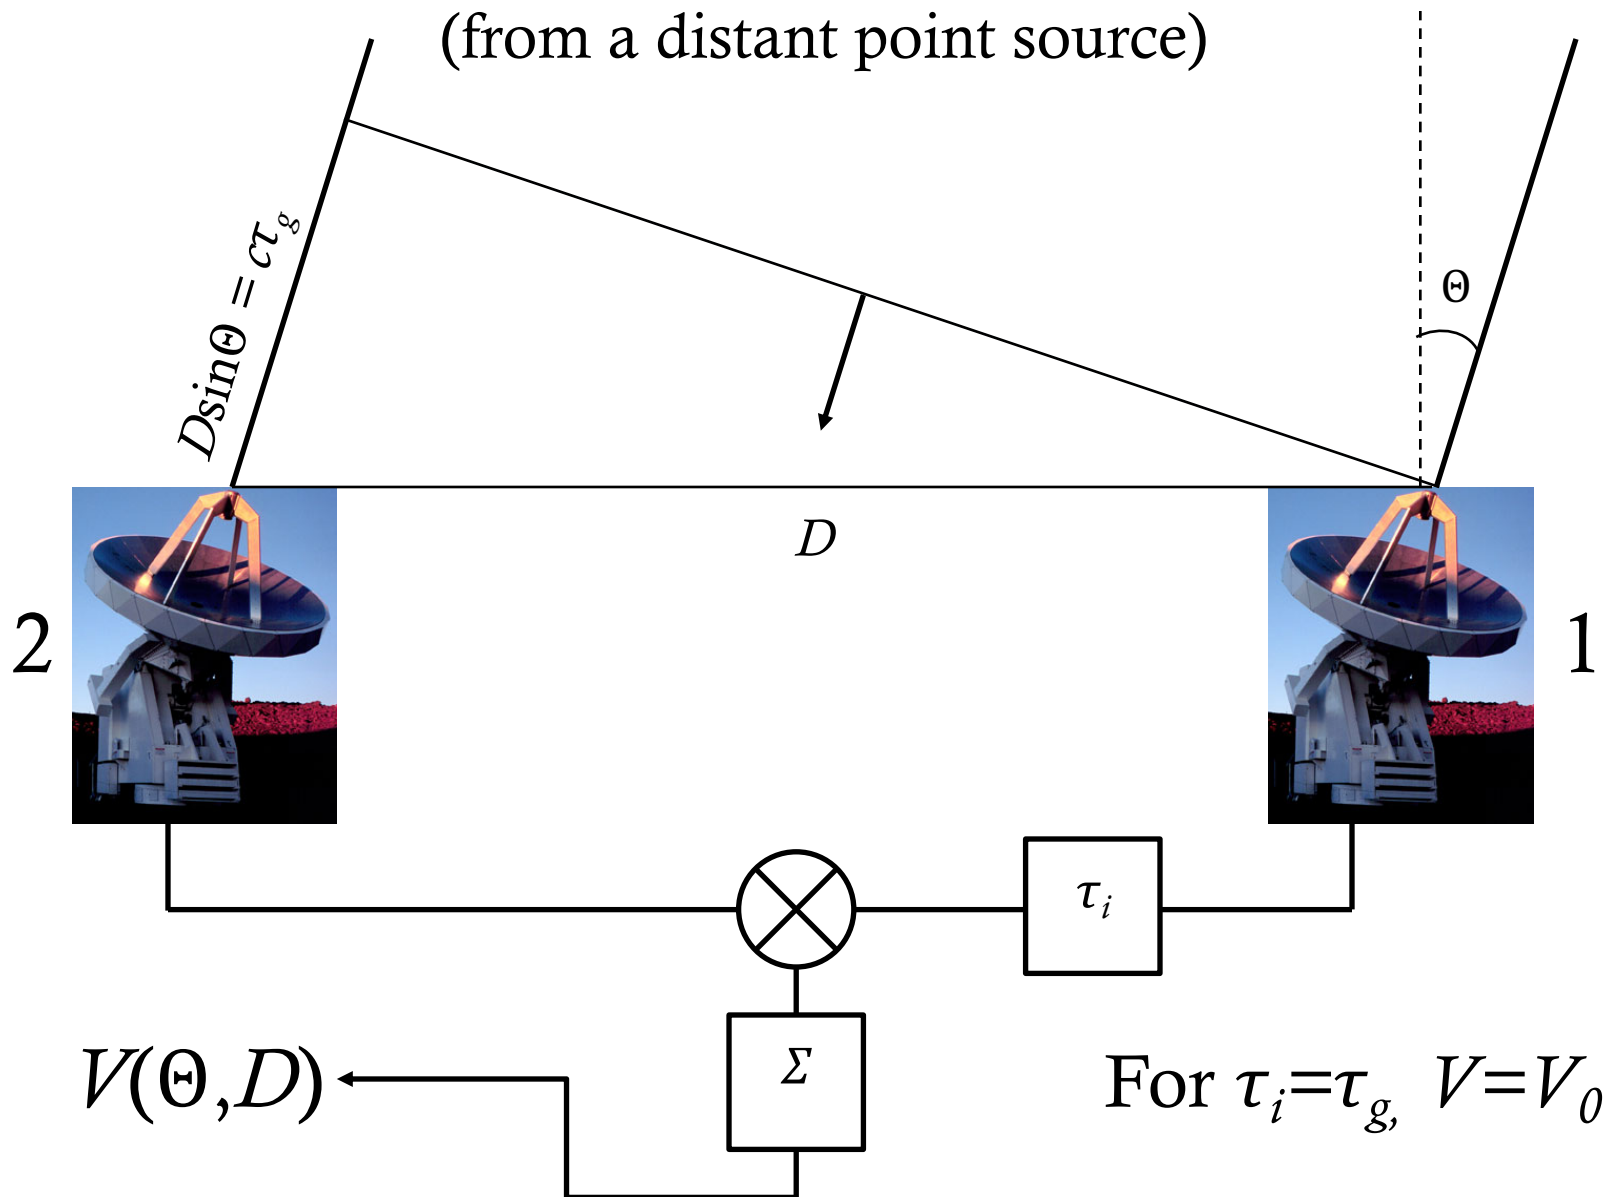 (from a distant point source)
DsinΘ = cτg
Θ
D
2
1
τi
Σ
V(Θ,D)
For τi=τg, V=V0